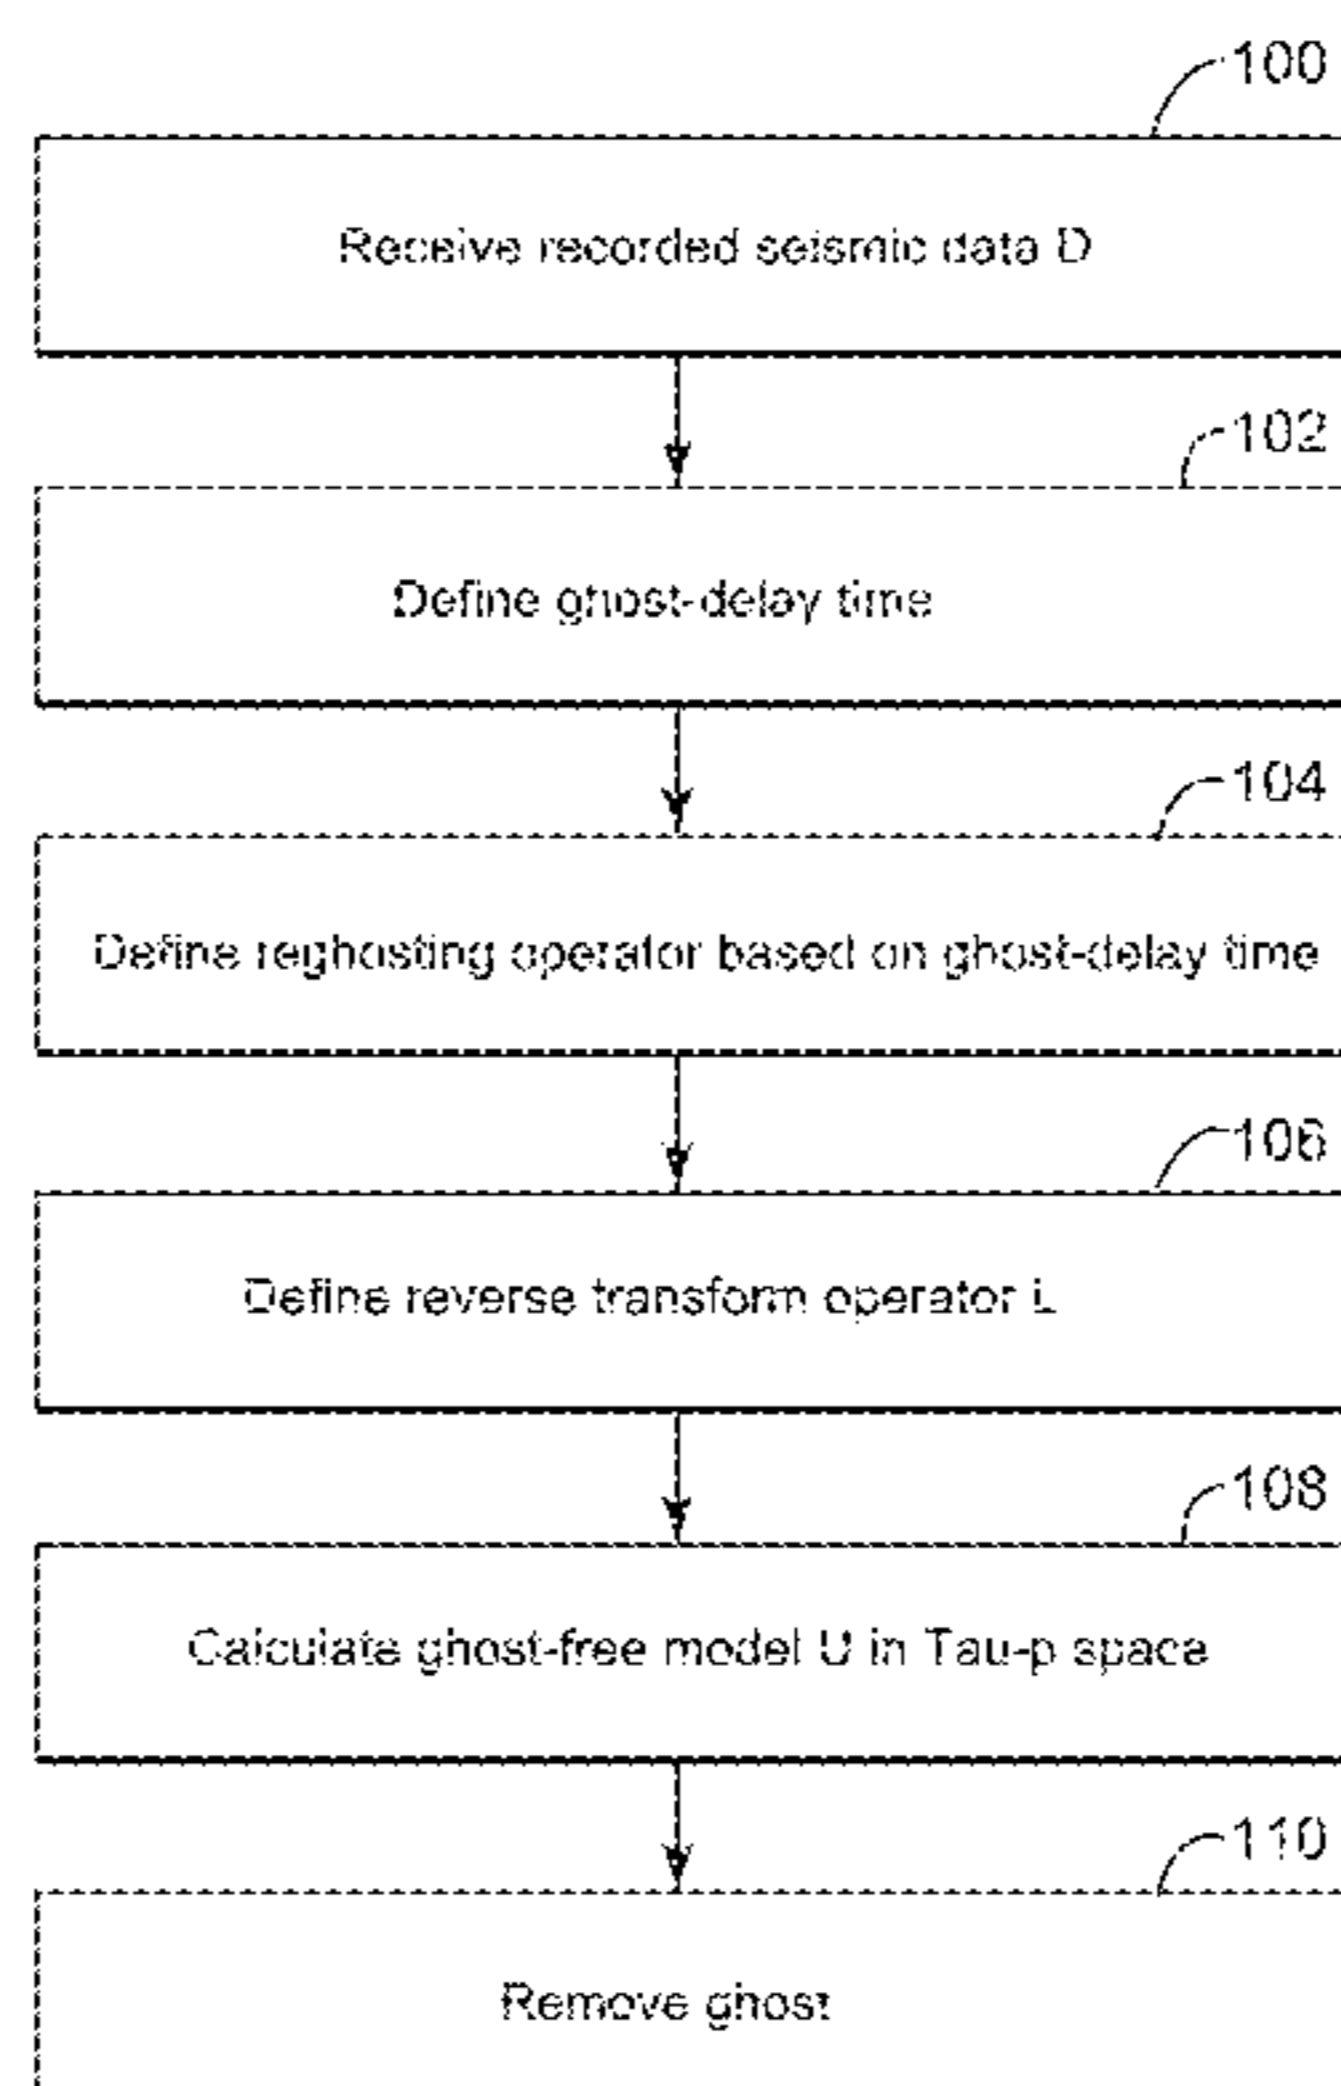 100
Receive recorded seismic data D
102
Define ghost-delay time
104
Define reghosting operator based on ghost-delay time
106
Define reverse transform operator L
108
Calculate ghost-free model U in Tau-p space
110
Remove ghost